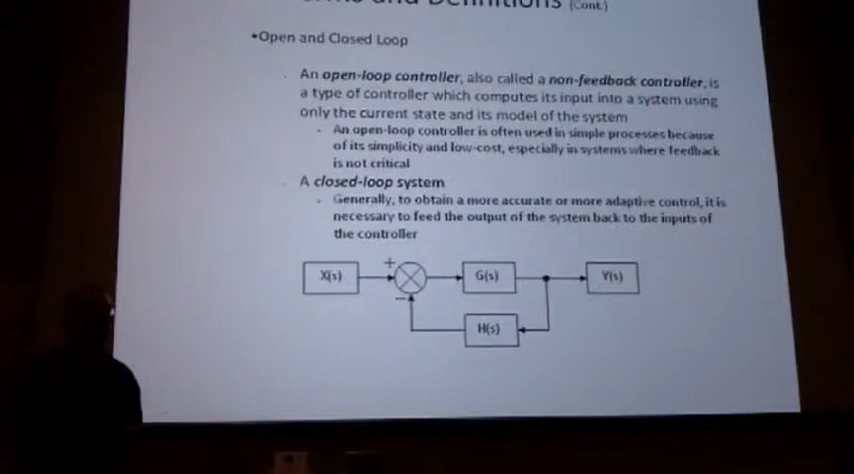 and Definitions (Cont.)
•Open and Closed Loop
An open-loop controller, also called a non-feedback controller, is
a type of controller which computes its input into a system using
only the current state and its model of the system
An open-loop controller is often used in simple processes because
of its simplicity and low-cost, especially in systems where feedback
is not critical
A closed-loop system
Generally, to obtain a more accurate or more adaptive control, it is
necessary to feed the output of the system back to the inputs of
the controller
X(s)
+
−
G(s)
Y(s)
H(s)